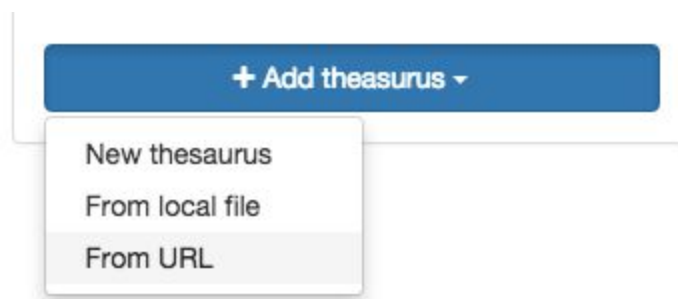 + Add theasurus
New thesaurus
From local file
From URL